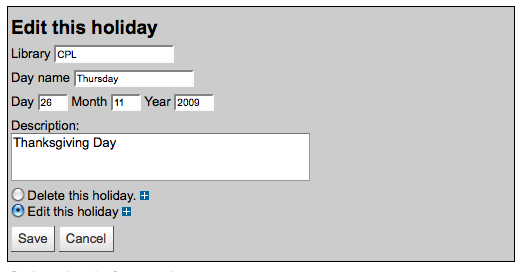 Edit this holiday
Library CPL
Day name Thursday
Day 26 Month 11 Year 2009
Description:
Thanksgiving Day
Delete this holiday.
Edit this holiday
Save Cancel